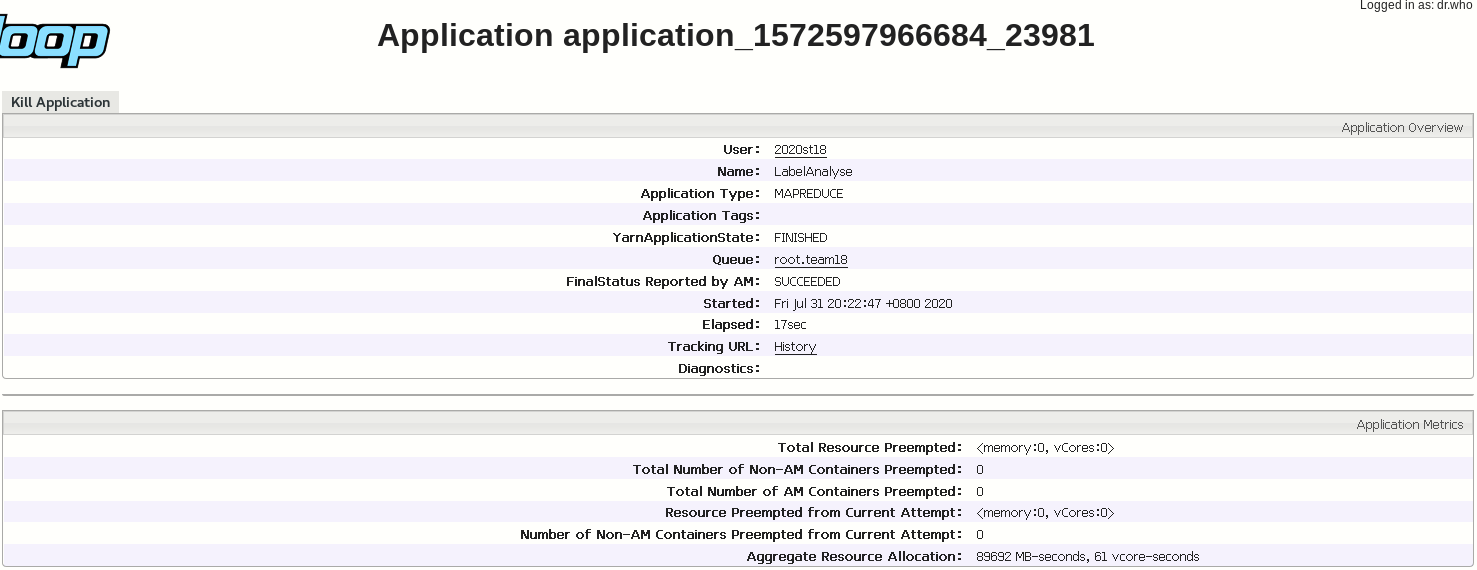 Logged in as: dr.who
oop
Application application_1572597966684_23981
Kill Application
Application Overview
User: 2020st18
Name: LabelAnalyse
Application Type: MAPREDUCE
Application Tags:
YarnApplicationState: FINISHED
Queue: root.team18
FinalStatus Reported by AM: SUCCEEDED
Started: Fri Jul 31 20:22:47 +0800 2020
Elapsed: 17sec
Tracking URL: History
Diagnostics:
Application Metrics
Total Resource Preempted: <memory:0, vCores:0>
Total Number of Non-AM Containers Preempted: 0
Total Number of AM Containers Preempted: 0
Resource Preempted from Current Attempt: <memory:0, vCores:0>
Number of Non-AM Containers Preempted from Current Attempt: 0
Aggregate Resource Allocation: 89692 MB-seconds, 61 vcore-seconds